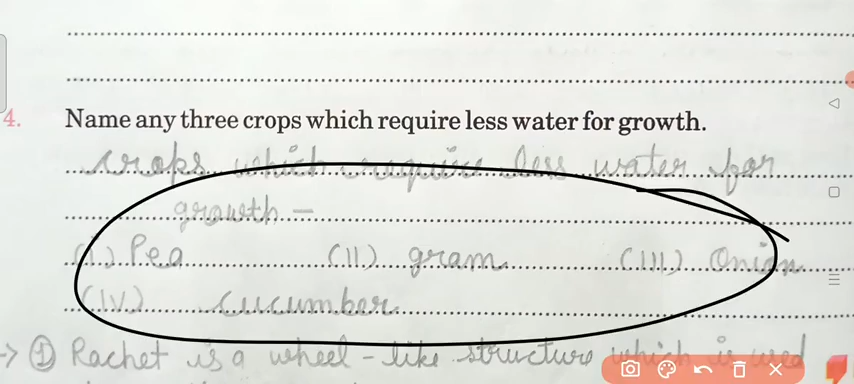 4. Name any three crops which require less water for growth.
crops which require less water for
growth -
(i) Pea (II) gram (III) Onion
(IV) cucumber
-> ① Rachet is a wheel-like structure which is used